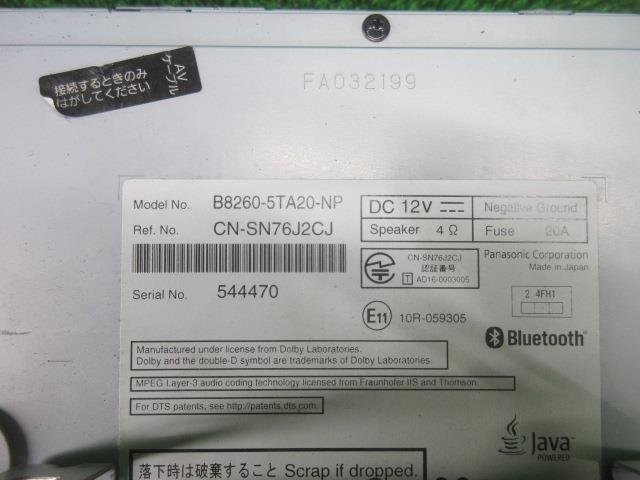 接続するときのみ
はがしてください
AV
ケーブル
FA032199
Model No. B8260-5TA20-NP
Ref. No. CN-SN76J2CJ
Serial No. 544470
DC 12V
Negative Ground
Speaker 4 Ω
Fuse 20A
CN-SN76J2CJ
認証番号
T AD16-0003005
Panasonic Corporation
Made in Japan
2.4FH1
E11 10R-059305
Bluetooth®
Manufactured under license from Dolby Laboratories.
Dolby and the double-D symbol are trademarks of Dolby Laboratories.
MPEG Layer-3 audio coding technology licensed from Fraunhofer IIS and Thomson.
For DTS patents, see http://patents.dts.com.
Java
POWERED
落下時は破棄すること Scrap if dropped.